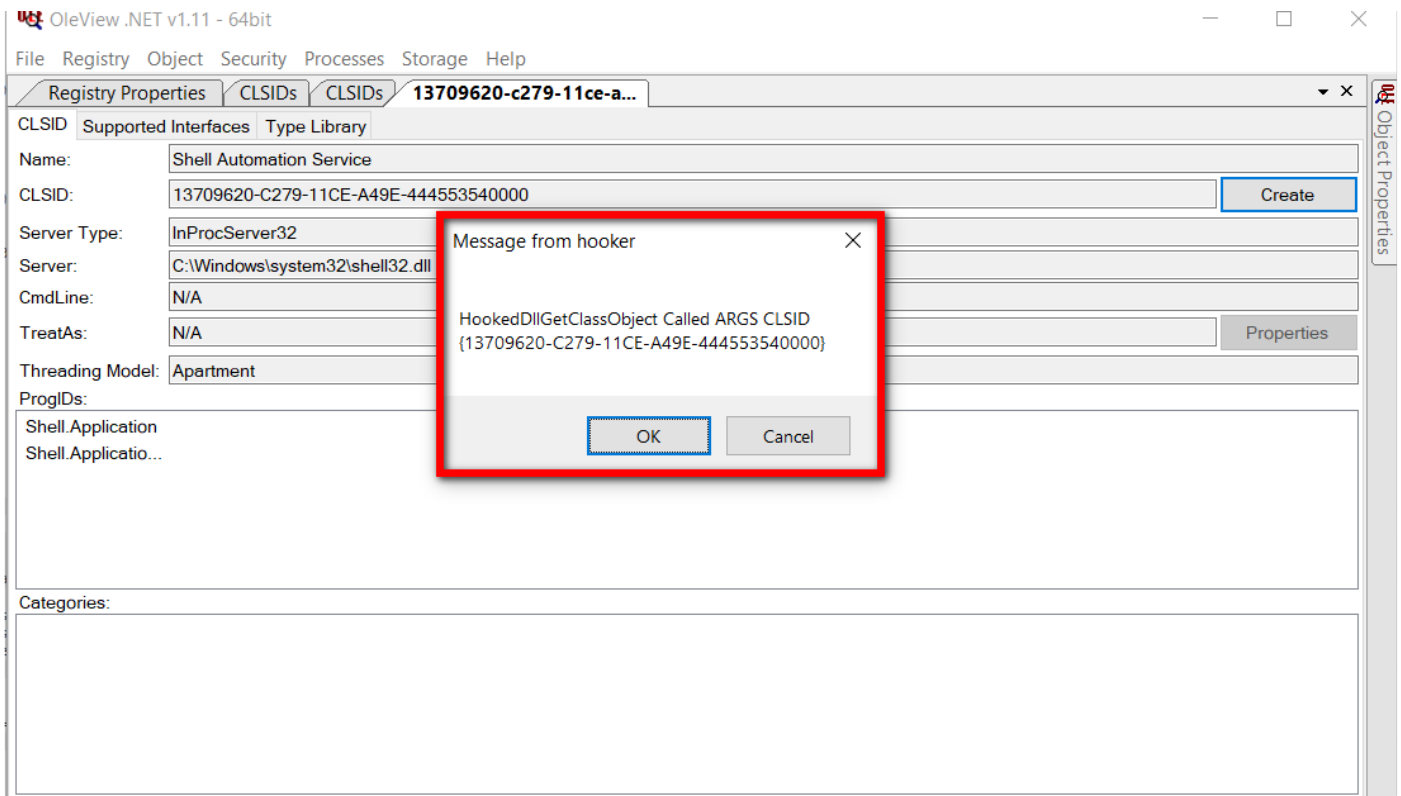 OleView .NET v1.11 - 64bit
File Registry Object Security Processes Storage Help
Registry Properties CLSIDs CLSIDs 13709620-c279-11ce-a...
CLSID Supported Interfaces Type Library
Name: Shell Automation Service
CLSID: 13709620-C279-11CE-A49E-444553540000 Create
Server Type: InProcServer32
Server: C:\Windows\system32\shell32.dll
CmdLine: N/A
TreatAs: N/A Properties
Threading Model: Apartment
ProgIDs:
Shell.Application
Shell.Applicatio...
Categories:
Message from hooker
HookedDllGetClassObject Called ARGS CLSID
{13709620-C279-11CE-A49E-444553540000}
OK Cancel
Object Properties